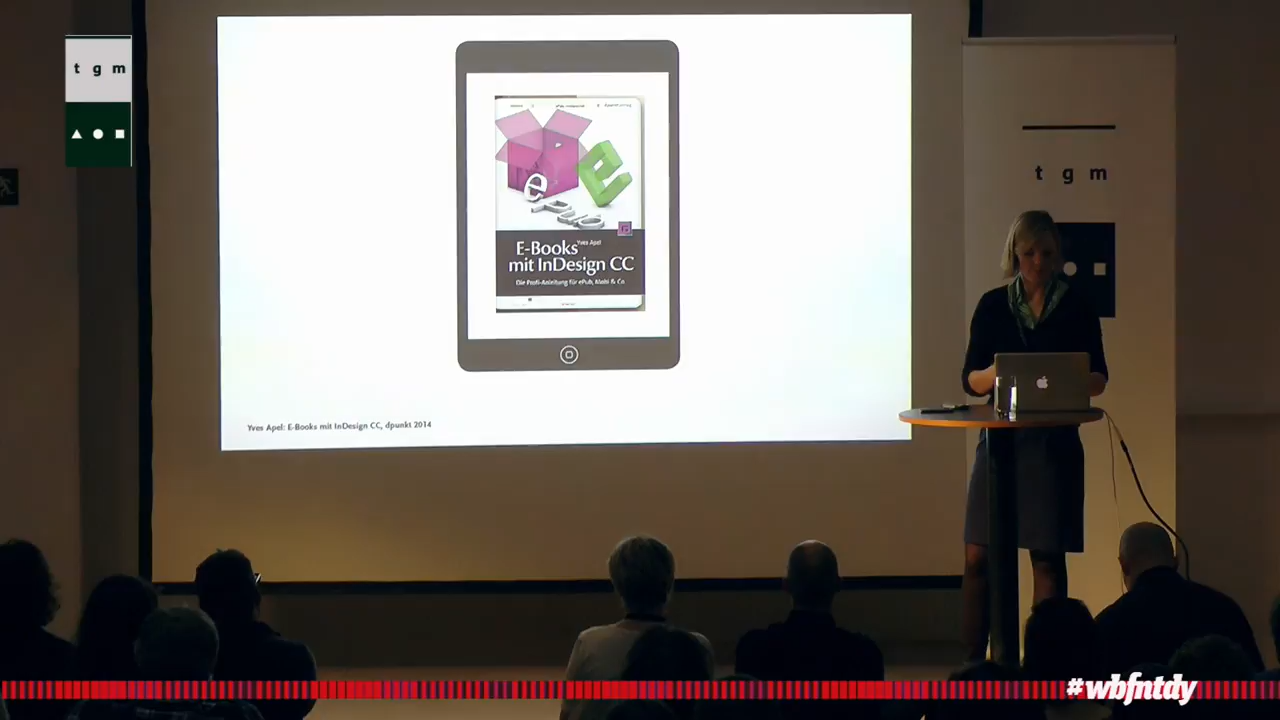 t g m
ePub
Yves Apel
E-Books
mit InDesign CC
Die Profi-Anleitung für ePub, Mobi & Co
Yves Apel: E-Books mit InDesign CC, dpunkt 2014
t g m
#wbfntdy